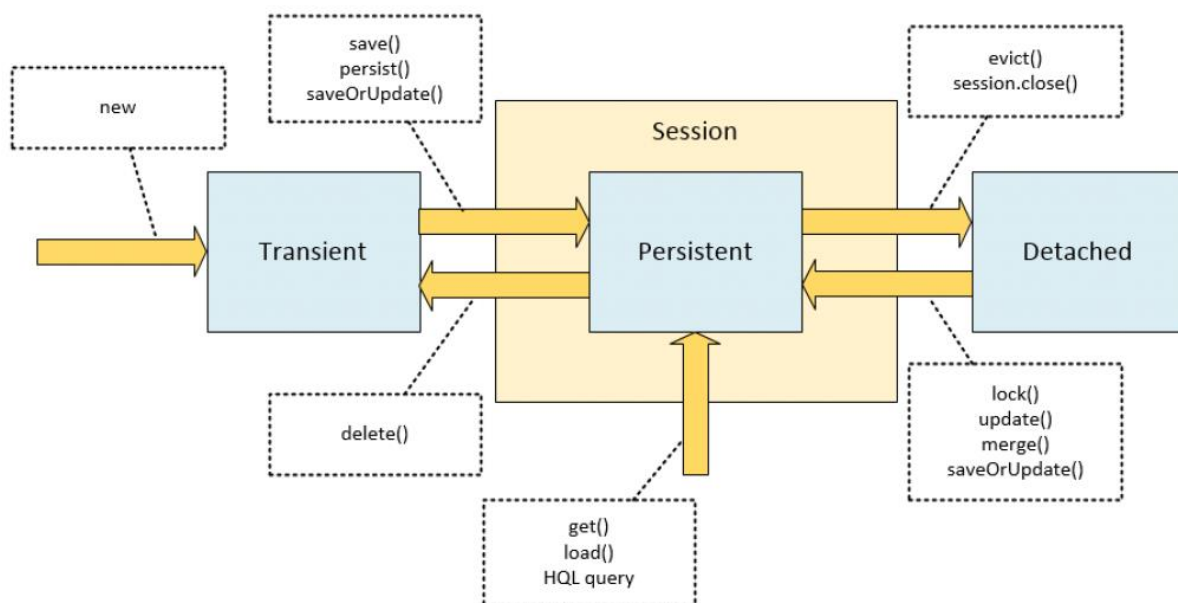 save()
persist()
saveOrUpdate()
evict()
session.close()
new
Session
Transient
Persistent
Detached
delete()
lock()
update()
merge()
saveOrUpdate()
get()
load()
HQL query